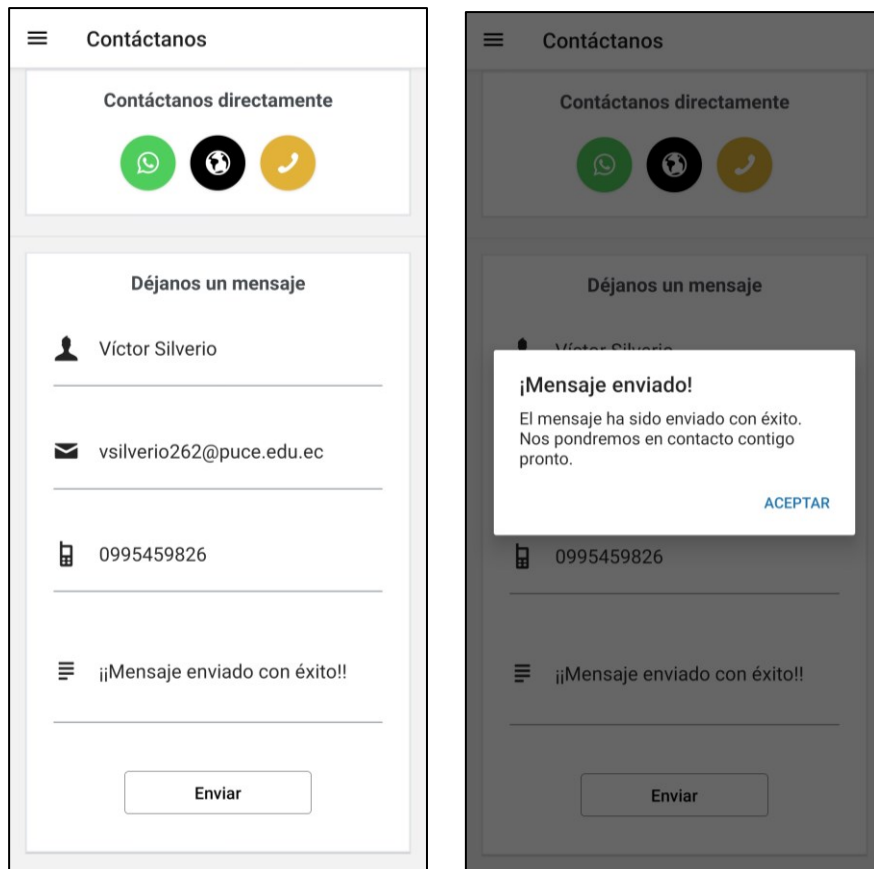 Contáctanos
Contáctanos directamente
Déjanos un mensaje
Víctor Silverio
vsilverio262@puce.edu.ec
0995459826
¡¡Mensaje enviado con éxito!!
Enviar
Contáctanos
Contáctanos directamente
Déjanos un mensaje
Víctor Silverio
¡Mensaje enviado!
El mensaje ha sido enviado con éxito.
Nos pondremos en contacto contigo
pronto.
ACEPTAR
0995459826
¡¡Mensaje enviado con éxito!!
Enviar